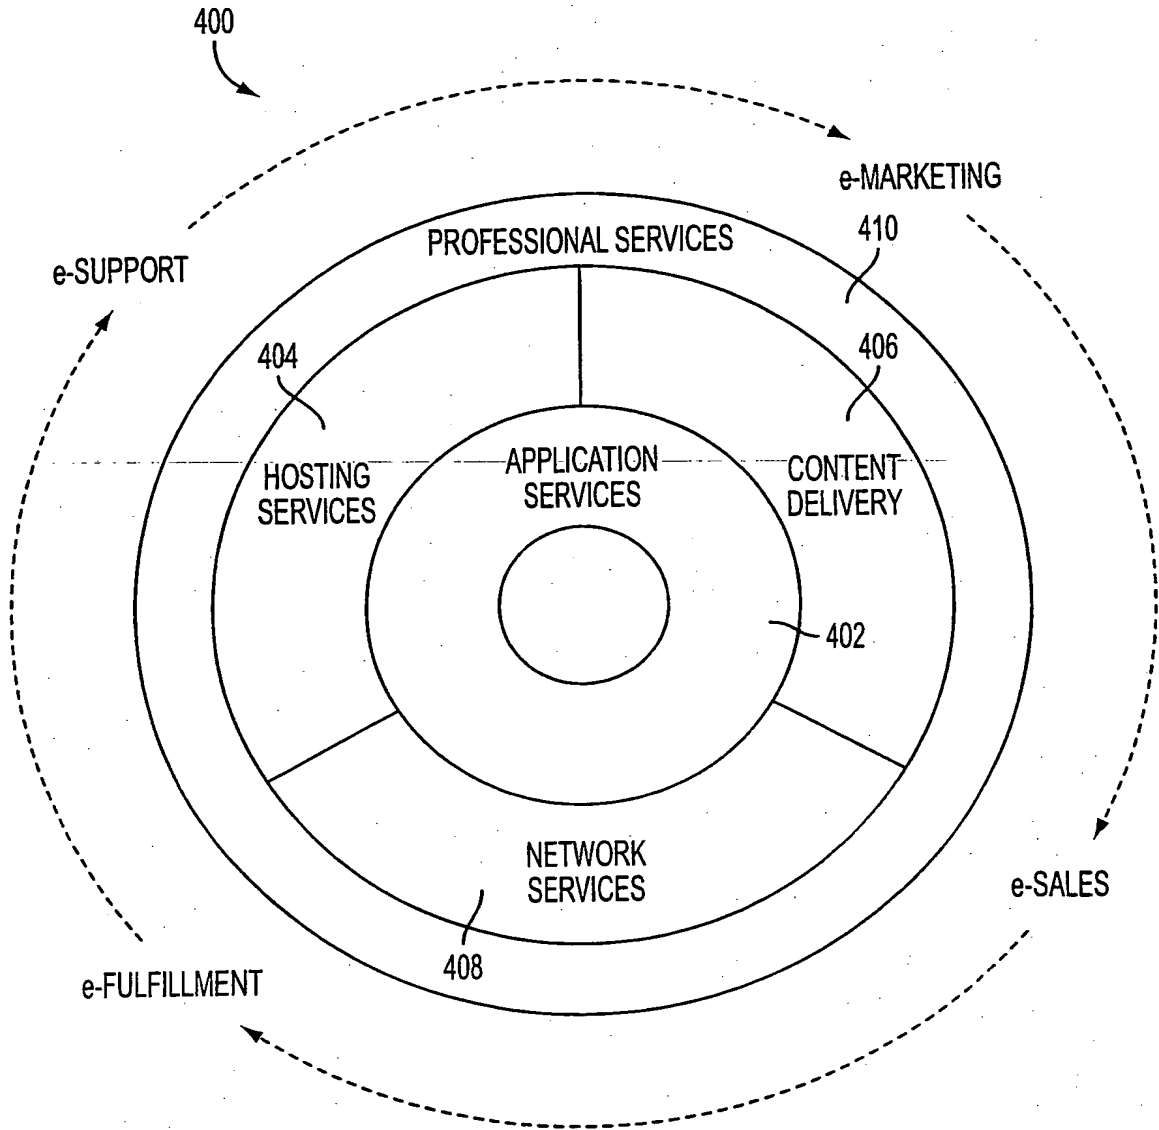 400
e-MARKETING
410
PROFESSIONAL SERVICES
e-SUPPORT
404
406
APPLICATION
SERVICES
HOSTING
SERVICES
CONTENT
DELIVERY
402
NETWORK
SERVICES
e-SALES
408
e-FULFILLMENT